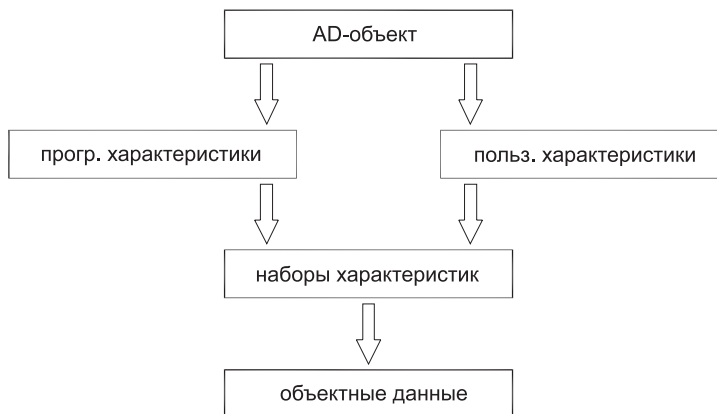 AD-объект
прогр. характеристики
польз. характеристики
наборы характеристик
объектные данные